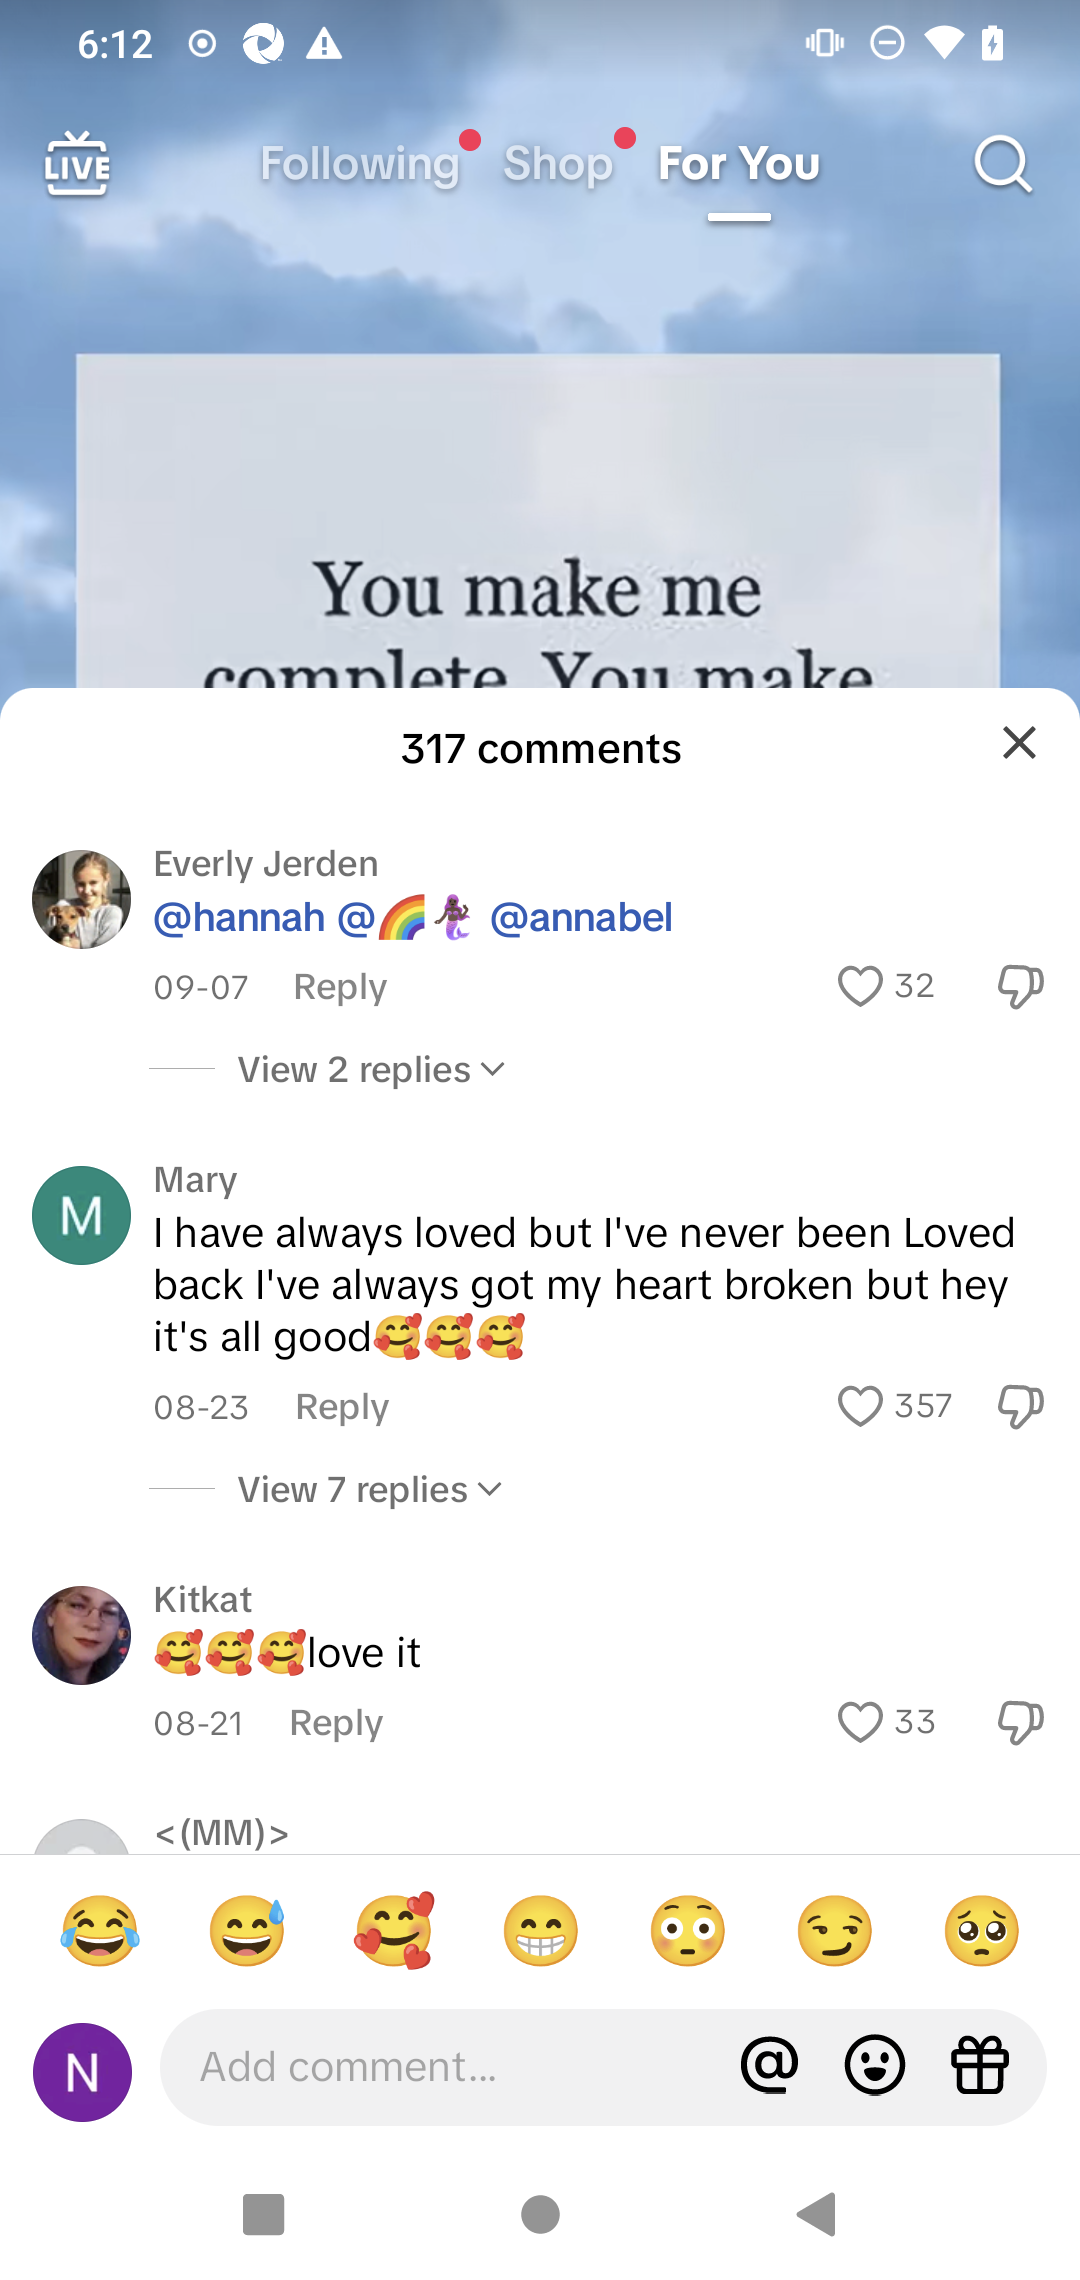 6:12
LIVE
Following
Shop
For You
You make me
complete. You make
317 comments
Everly Jerden
@hannah @🌈🧜🏿‍♀️ @annabel
09-07 Reply 32
View 2 replies
M
Mary
I have always loved but I've never been Loved
back I've always got my heart broken but hey
it's all good🥰🥰🥰
08-23 Reply 357
View 7 replies
Kitkat
🥰🥰🥰love it
08-21 Reply 33
<(MM)>
😂 😅 🥰 😁 😳 😏 🥺
N
Add comment...